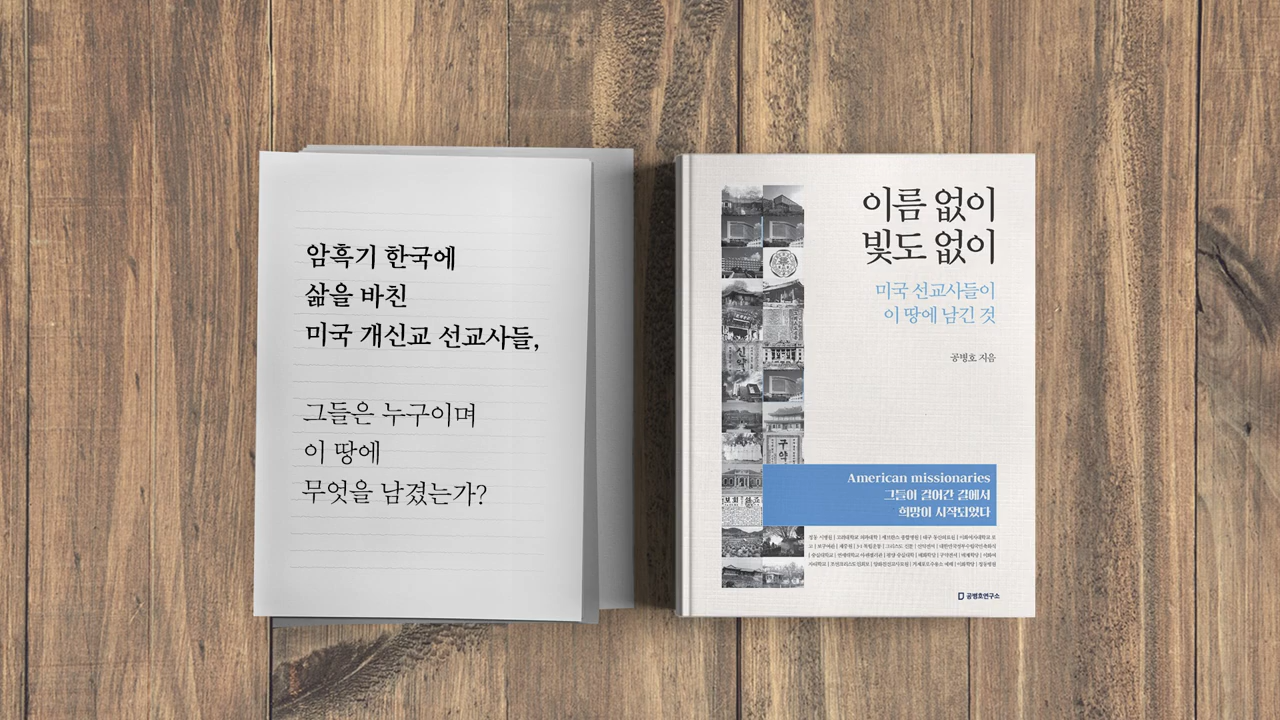 암흑기 한국에
삶을 바친
미국 개신교 선교사들,
그들은 누구이며
이 땅에
무엇을 남겼는가?
이름 없이
빛도 없이
미국 선교사들이
이 땅에 남긴 것
공병호 지음
신약
구약
American missionaries
그들이 걸어간 길에서
희망이 시작되었다
공병호연구소